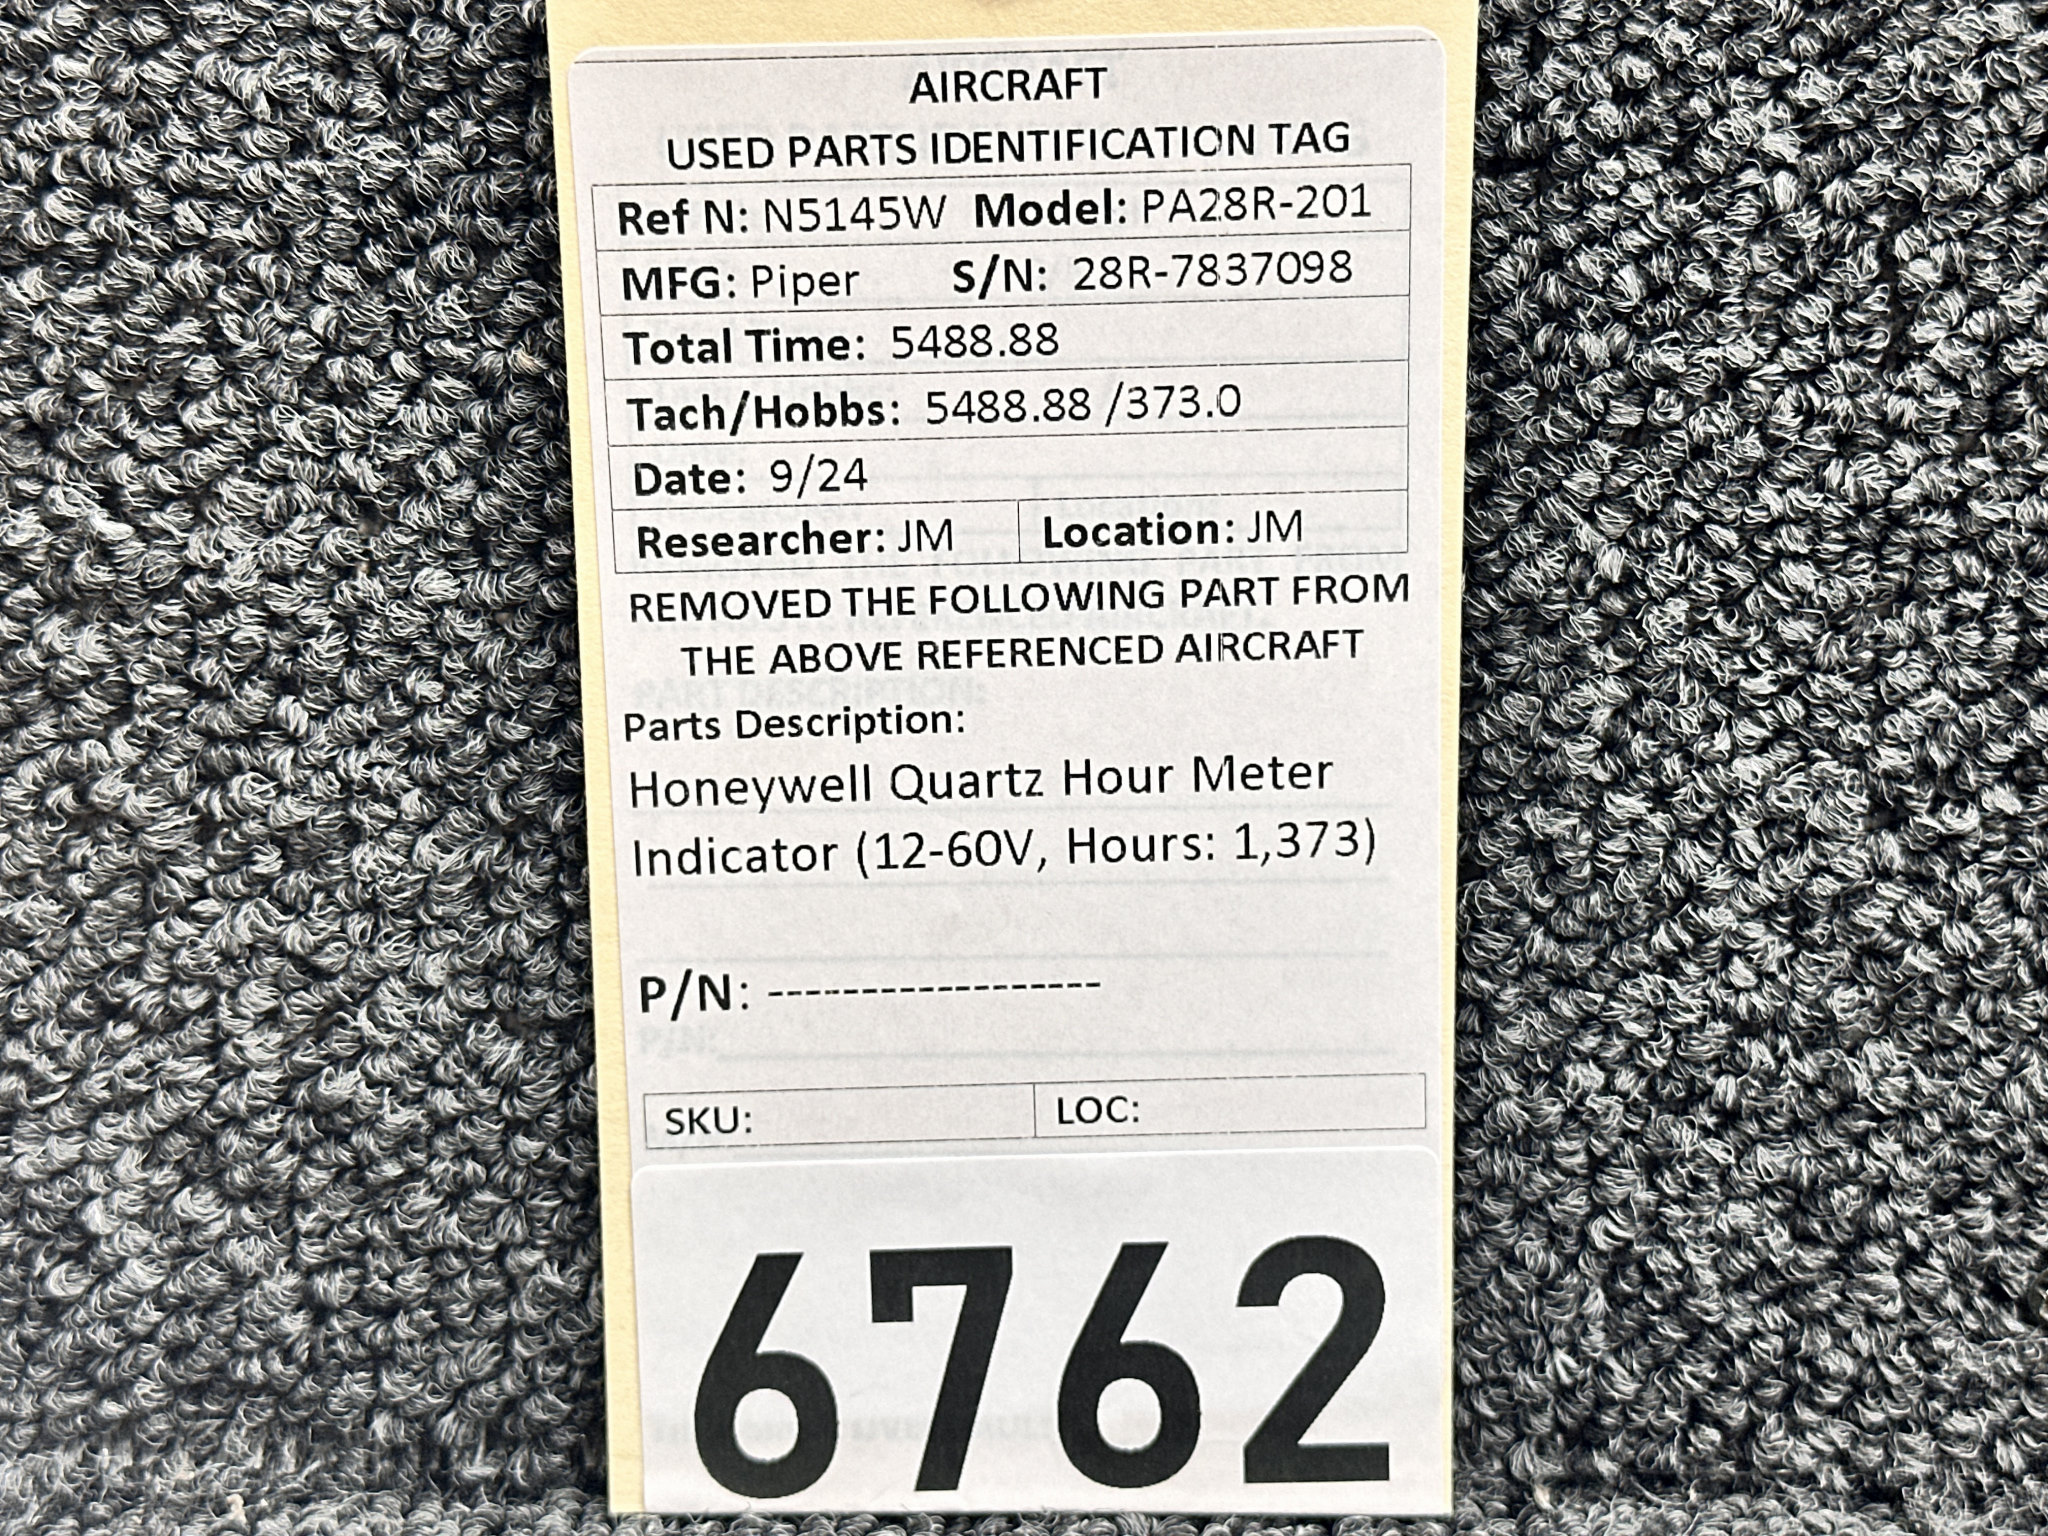 AIRCRAFT
USED PARTS IDENTIFICATION TAG
Ref N: N5145W Model: PA28R-201
MFG: Piper S/N: 28R-7837098
Total Time: 5488.88
Tach/Hobbs: 5488.88 /373.0
Date: 9/24
Researcher: JM Location: JM
REMOVED THE FOLLOWING PART FROM
THE ABOVE REFERENCED AIRCRAFT
Parts Description:
Honeywell Quartz Hour Meter
Indicator (12-60V, Hours: 1,373)
P/N: ------------------
SKU: LOC:
6762